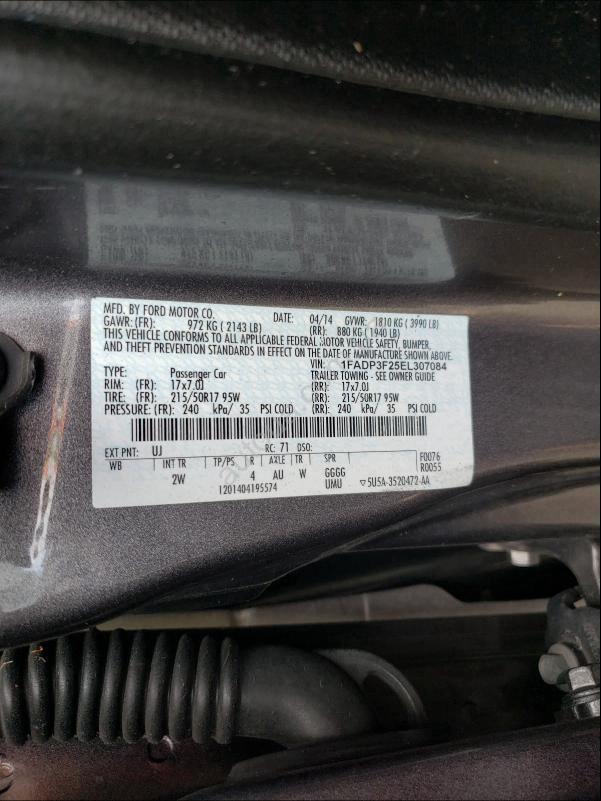 MFD. BY FORD MOTOR CO.
DATE: 04/14 GVWR: 1810 KG ( 3990 LB)
GAWR: (FR): 972 KG ( 2143 LB) (RR): 880 KG ( 1940 LB)
THIS VEHICLE CONFORMS TO ALL APPLICABLE FEDERAL MOTOR VEHICLE SAFETY, BUMPER,
AND THEFT PREVENTION STANDARDS IN EFFECT ON THE DATE OF MANUFACTURE SHOWN ABOVE.
VIN: 1FADP3F25EL307084
TYPE: Passenger Car TRAILER TOWING - SEE OWNER GUIDE
RIM: (FR): 17x7.0J (RR): 17x7.0J
TIRE: (FR): 215/50R17 95W (RR): 215/50R17 95W
PRESSURE: (FR): 240 kPa/ 35 PSI COLD (RR): 240 kPa/ 35 PSI COLD
EXT PNT: UJ RC: 71 DSO: F0076
R0055
WB INT TR TP/PS R AXLE TR SPR
2W 4 AU W GGGG
UMU
1201404195574
▽5U5A-3520472-AA